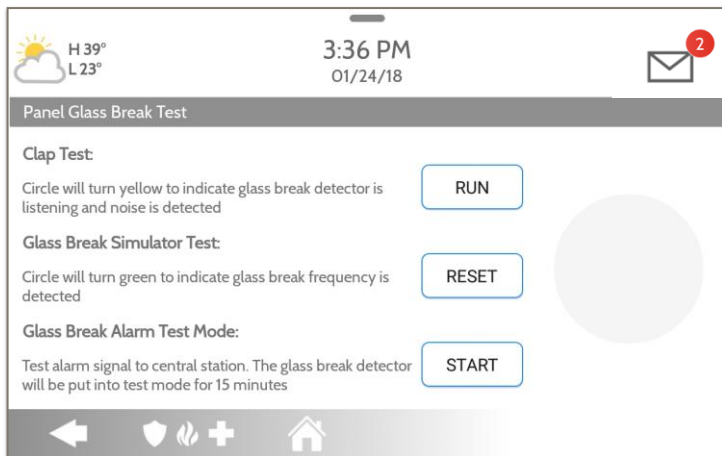 H 39°
L 23°
3:36 PM
01/24/18
2
Panel Glass Break Test
Clap Test:
Circle will turn yellow to indicate glass break detector is
listening and noise is detected
RUN
Glass Break Simulator Test:
Circle will turn green to indicate glass break frequency is
detected
RESET
Glass Break Alarm Test Mode:
Test alarm signal to central station. The glass break detector
will be put into test mode for 15 minutes
START